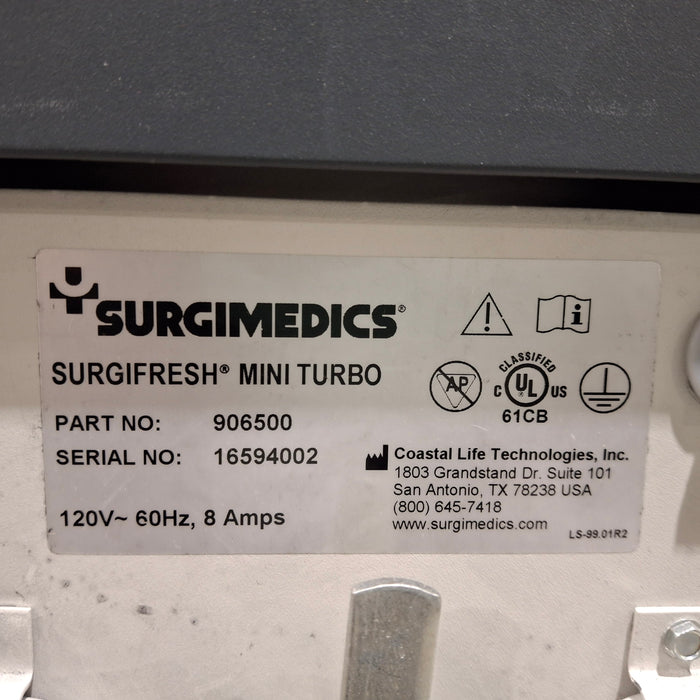 SURGIMEDICS®
SURGIFRESH® MINI TURBO
PART NO: 906500
SERIAL NO: 16594002
120V~ 60Hz, 8 Amps
i
AP
CLASSIFIED
C UL US
61CB
Coastal Life Technologies, Inc.
1803 Grandstand Dr. Suite 101
San Antonio, TX 78238 USA
(800) 645-7418
www.surgimedics.com
LS-99.01R2